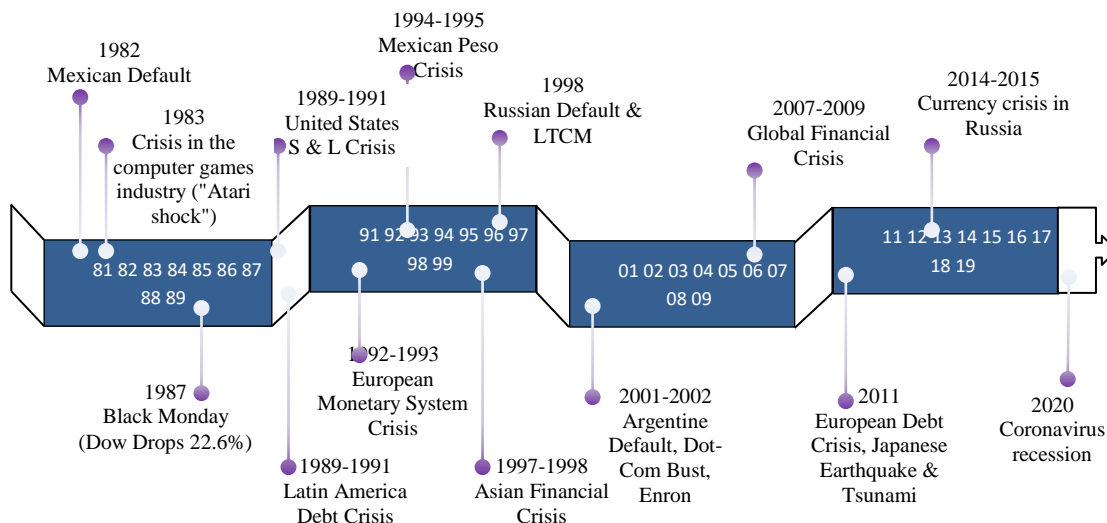 1982
Mexican Default
1983
Crisis in the
computer games
industry ("Atari
shock")
1989-1991
United States
S & L Crisis
1994-1995
Mexican Peso
Crisis
1998
Russian Default &
LTCM
2007-2009
Global Financial
Crisis
2014-2015
Currency crisis in
Russia
81 82 83 84 85 86 87
88 89
91 92 93 94 95 96 97
98 99
01 02 03 04 05 06 07
08 09
11 12 13 14 15 16 17
18 19
1987
Black Monday
(Dow Drops 22.6%)
1989-1991
Latin America
Debt Crisis
1992-1993
European
Monetary System
Crisis
1997-1998
Asian Financial
Crisis
2001-2002
Argentine
Default, Dot-
Com Bust,
Enron
2011
European Debt
Crisis, Japanese
Earthquake &
Tsunami
2020
Coronavirus
recession